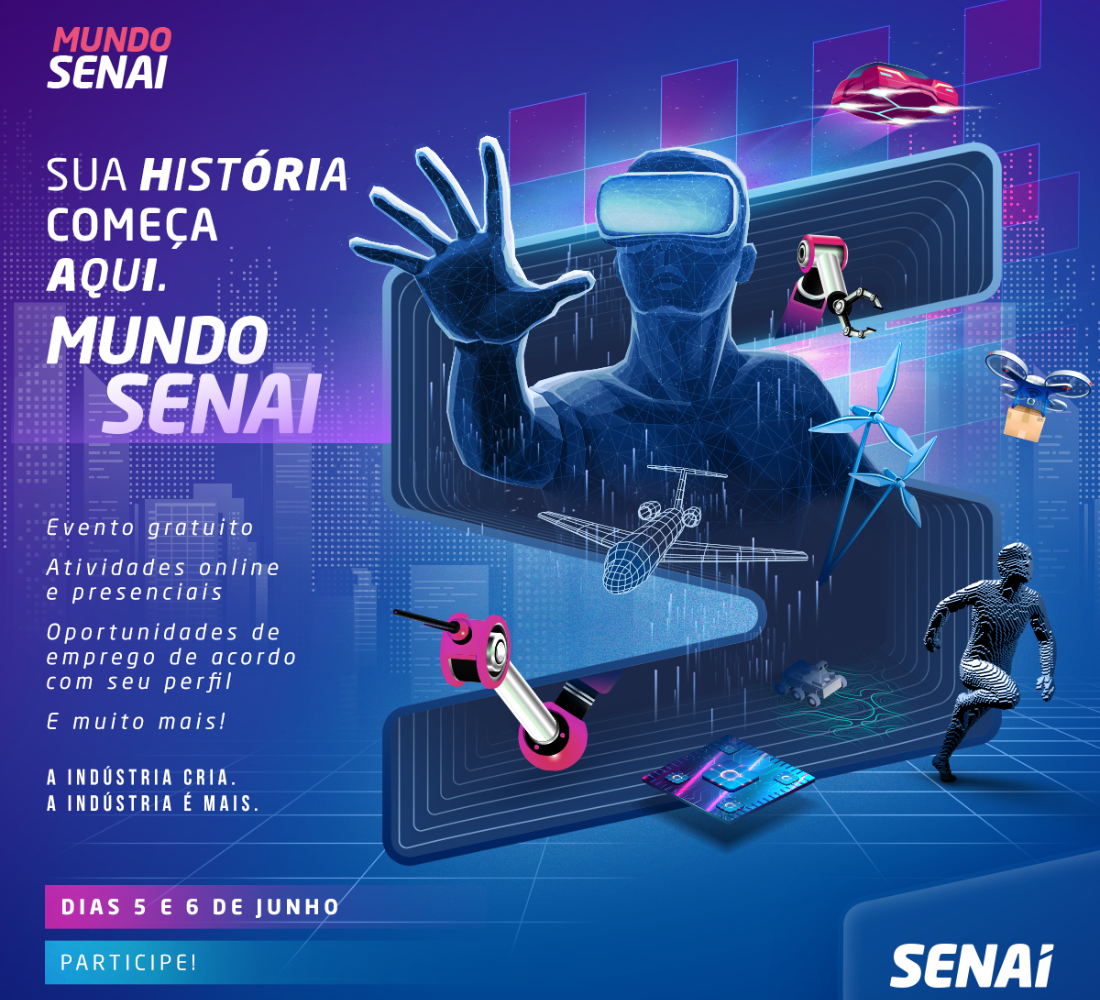 MUNDO
SENAI
SUA HISTÓRIA
COMEÇA
AQUI.
MUNDO
SENAI
Evento gratuito
Atividades online
e presenciais
Oportunidades de
emprego de acordo
com seu perfil
E muito mais!
A INDÚSTRIA CRIA.
A INDÚSTRIA É MAIS.
DIAS 5 E 6 DE JUNHO
PARTICIPE!
SENAI